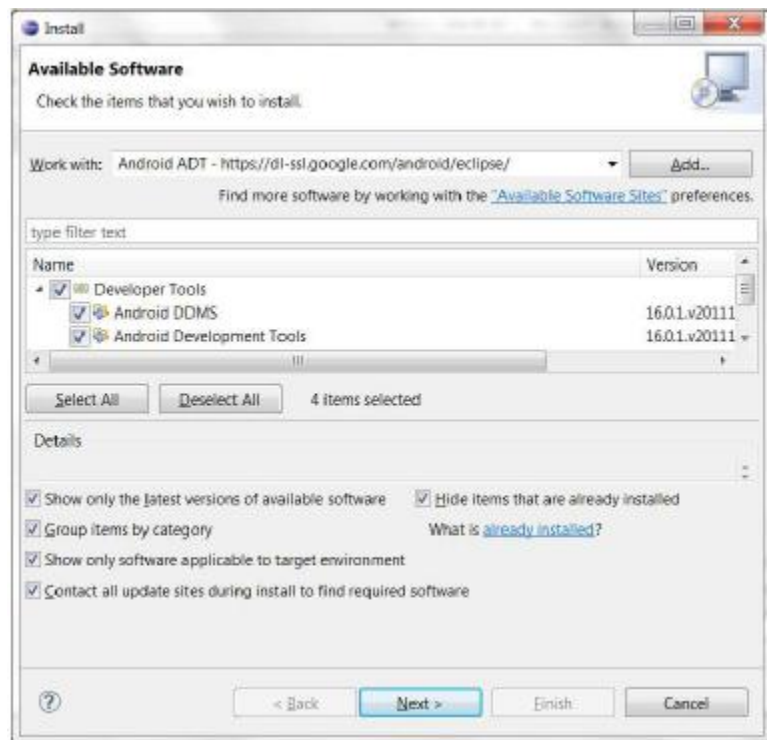 Install
Available Software
Check the items that you wish to install.
Work with: Android ADT - https://dl-ssl.google.com/android/eclipse/ Add...
Find more software by working with the "Available Software Sites" preferences.
type filter text
Name Version
Developer Tools
Android DDMS 16.0.1.v20111
Android Development Tools 16.0.1.v20111
Select All Deselect All 4 items selected
Details
Show only the latest versions of available software Hide items that are already installed
Group items by category What is already installed?
Show only software applicable to target environment
Contact all update sites during install to find required software
? < Back Next > Finish Cancel